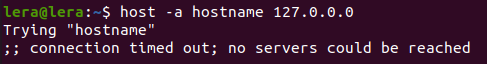 lera@lera:~$ host -a hostname 127.0.0.0
Trying "hostname"
;; connection timed out; no servers could be reached